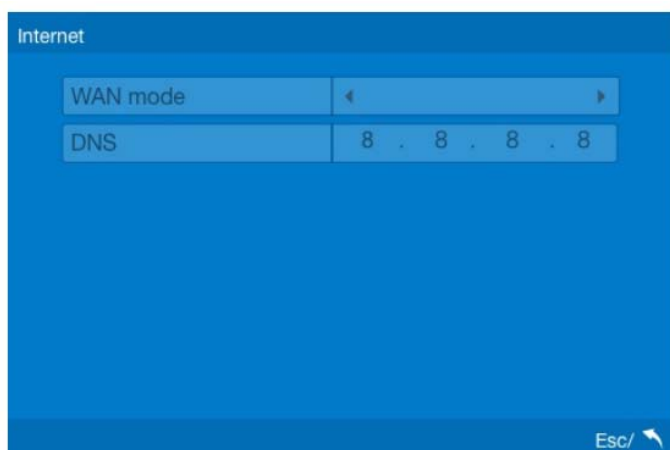 Internet
WAN mode
DNS 8 . 8 . 8 . 8
Esc/